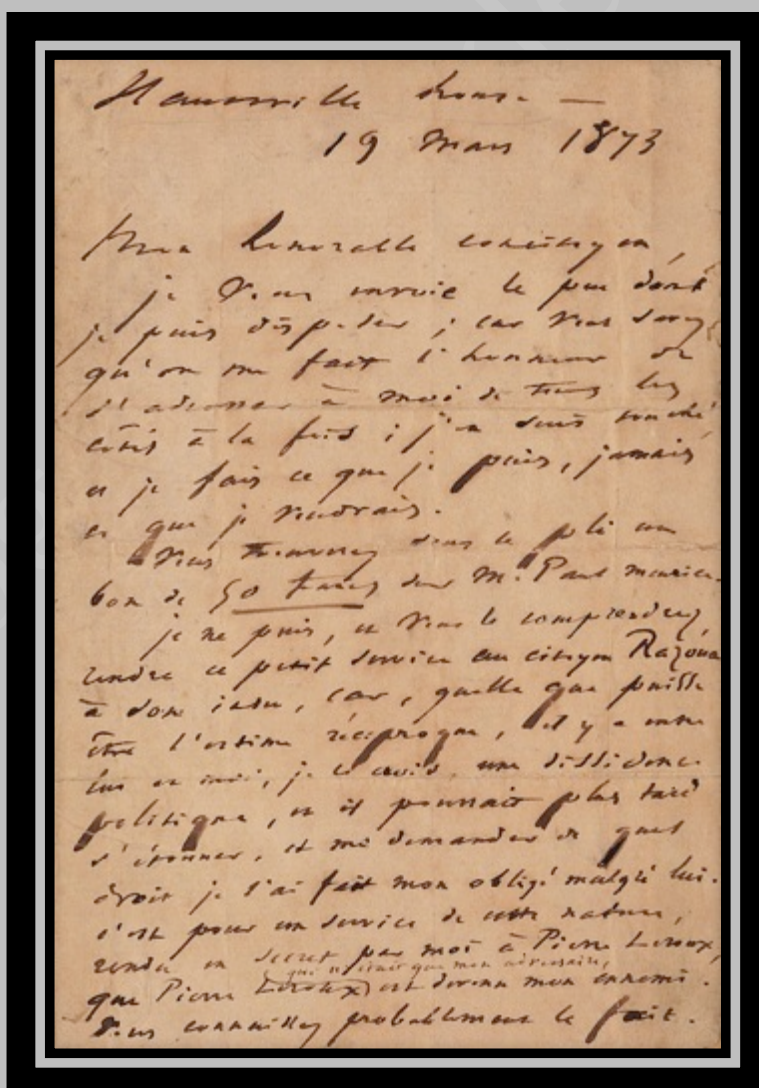 Hauteville house —
19 mars 1873
Mon honorable concitoyen,
je vous envoie le peu dont
je puis disposer ; car vous savez
qu'on me fait l'honneur de
s'adresser à moi de tous les
côtés à la fois ; j'en suis touché,
et je fais ce que je puis, jamais
ce que je voudrais.
Vous trouverez sous ce pli un
bon de 50 francs sur M. Paul Meurice.
je ne puis, et vous le comprendrez,
rendre ce petit service au citoyen Razoua
à son insu, car, quelle que puisse
être l'estime réciproque, il y a entre
lui et moi, je le crois, une dissidence
politique, et il pourrait plus tard
s'étonner, et me demander de quel
droit je l'ai fait mon obligé malgré lui.
c'est pour un service de cette nature,
rendu en secret par moi à Pierre Leroux,
qui n'était que mon adversaire,
que Pierre Leroux est devenu mon ennemi.
Vous connaissez probablement le fait.